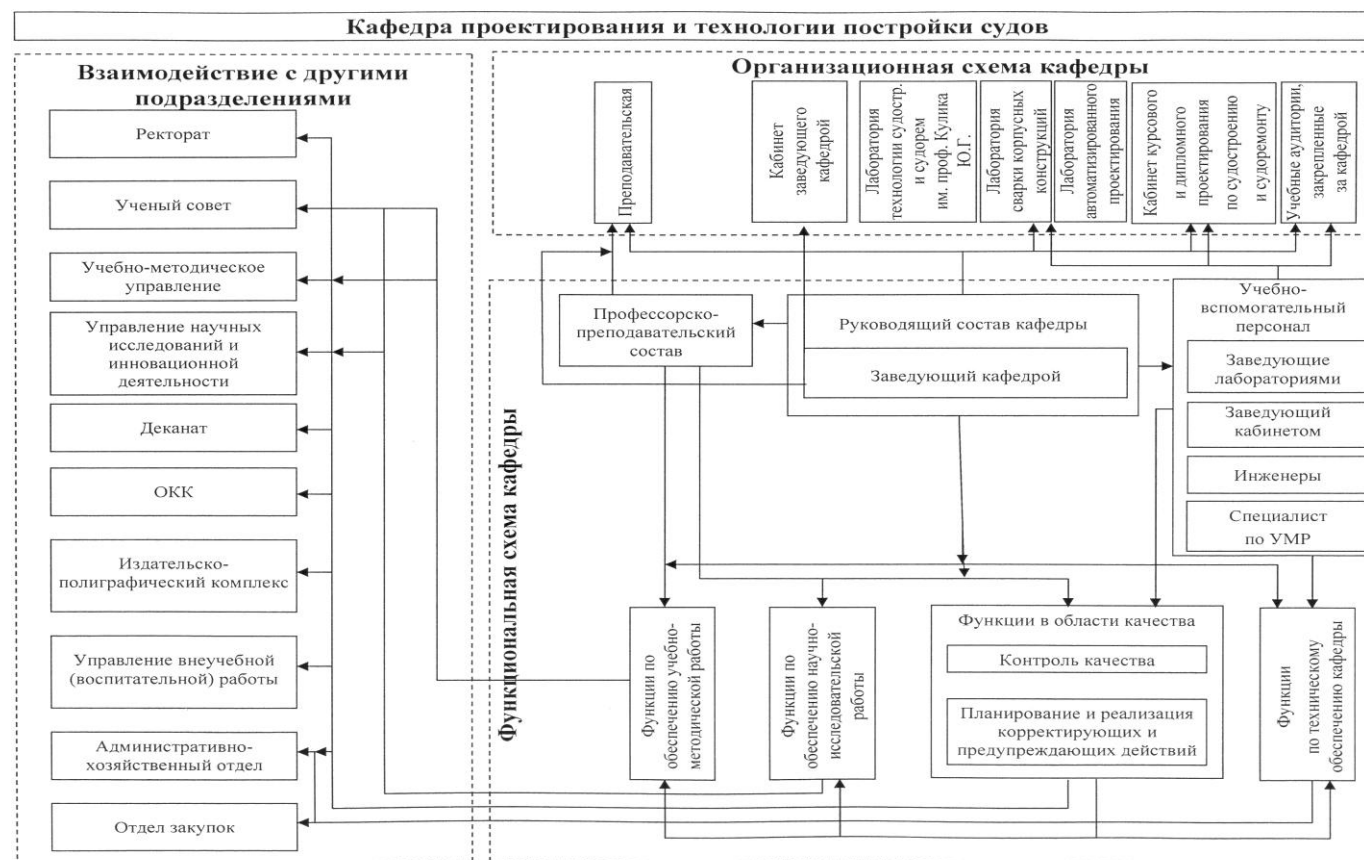 Кафедра проектирования и технологии постройки судов
Взаимодействие с другими
подразделениями
Ректорат
Ученый совет
Учебно-методическое
управление
Управление научных
исследований и
инновационной
деятельности
Деканат
ОКК
Издательско-
полиграфический комплекс
Управление внеучебной
(воспитательной) работы
Административно-
хозяйственный отдел
Отдел закупок
Организационная схема кафедры
Преподавательская
Кабинет
заведующего
кафедрой
Лаборатория
технологии судостр.
и судорем
им. проф. Кулика
Ю.Г.
Лаборатория
сварки корпусных
конструкций
Лаборатория
автоматизированного
проектирования
Кабинет курсового
и дипломного
проектирования
по судостроению
и судоремонту
Учебные аудитории,
закрепленные
за кафедрой
Функциональная схема кафедры
Профессорско-
преподавательский
состав
Руководящий состав кафедры
Заведующий кафедрой
Учебно-
вспомогательный
персонал
Заведующие
лабораториями
Заведующий
кабинетом
Инженеры
Специалист
по УМР
Функции по
обеспечению учебно-
методической работы
Функции по
обеспечению научно-
исследовательской
работы
Функции в области качества
Контроль качества
Планирование и реализация
корректирующих и
предупреждающих действий
Функции
по техническому
обеспечению кафедры